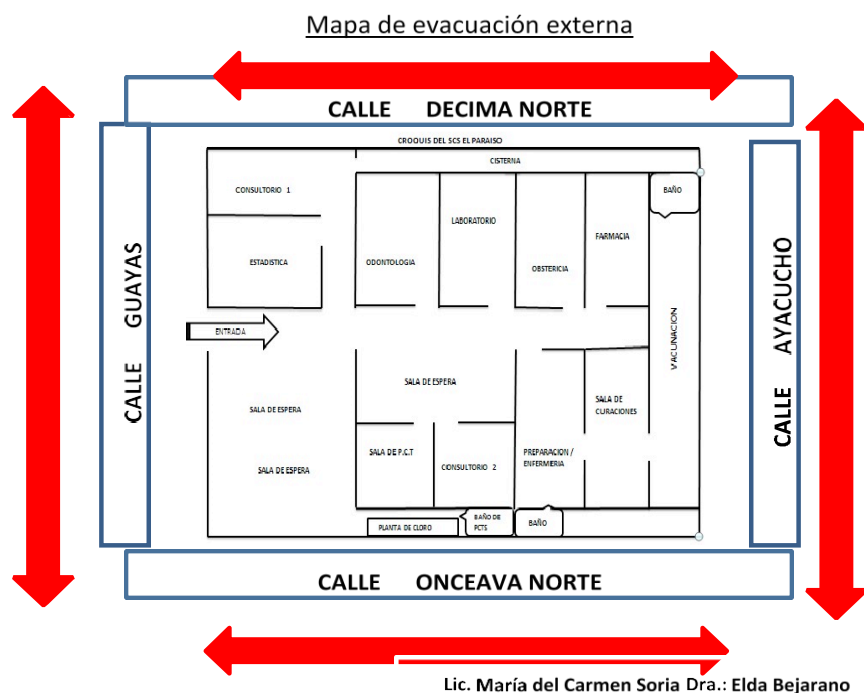 Mapa de evacuación externa
CALLE DECIMA NORTE
CROQUIS DEL SCS EL PARAISO
CISTERNA
CONSULTORIO 1
BAÑO
LABORATORIO
FARMACIA
ESTADISTICA
ODONTOLOGIA
OBSTERICIA
CALLE GUAYAS
CALLE AYACUCHO
ENTRADA
VACUNACION
SALA DE ESPERA
SALA DE ESPERA
SALA DE
CURACIONES
SALA DE ESPERA
SALA DE P.C.T
CONSULTORIO 2
PREPARACION /
ENFERMERIA
PLANTA DE CLORO
BAÑO DE
PCTS
BAÑO
CALLE ONCEAVA NORTE
Lic. María del Carmen Soria Dra.: Elda Bejarano